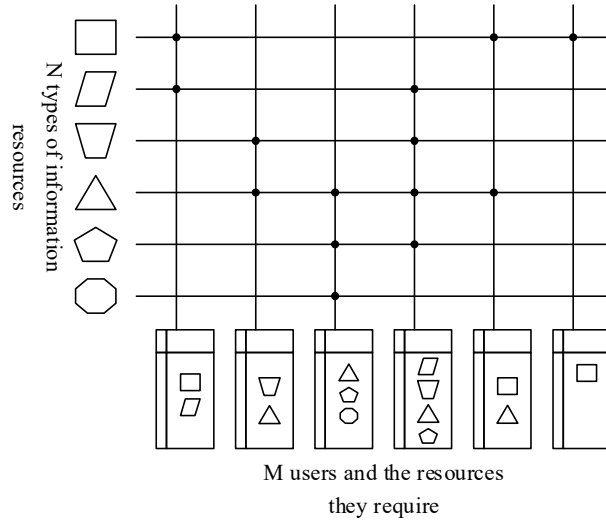 N types of information
resources
M users and the resources
they require